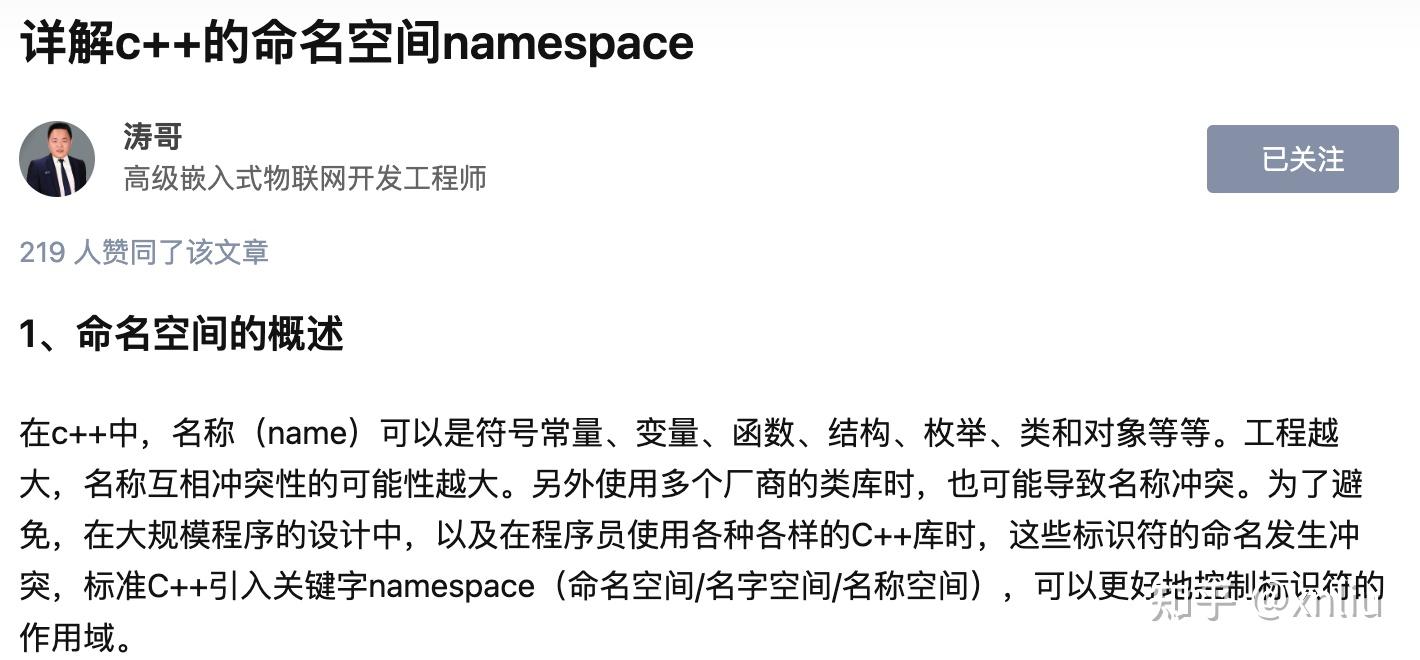 详解c++的命名空间namespace
涛哥
高级嵌入式物联网开发工程师
已关注
219 人赞同了该文章
1、命名空间的概述
在c++中，名称（name）可以是符号常量、变量、函数、结构、枚举、类和对象等等。工程越
大，名称互相冲突性的可能性越大。另外使用多个厂商的类库时，也可能导致名称冲突。为了避
免，在大规模程序的设计中，以及在程序员使用各种各样的C++库时，这些标识符的命名发生冲
突，标准C++引入关键字namespace（命名空间/名字空间/名称空间），可以更好地控制标识符的
作用域。
知乎 @xnliu